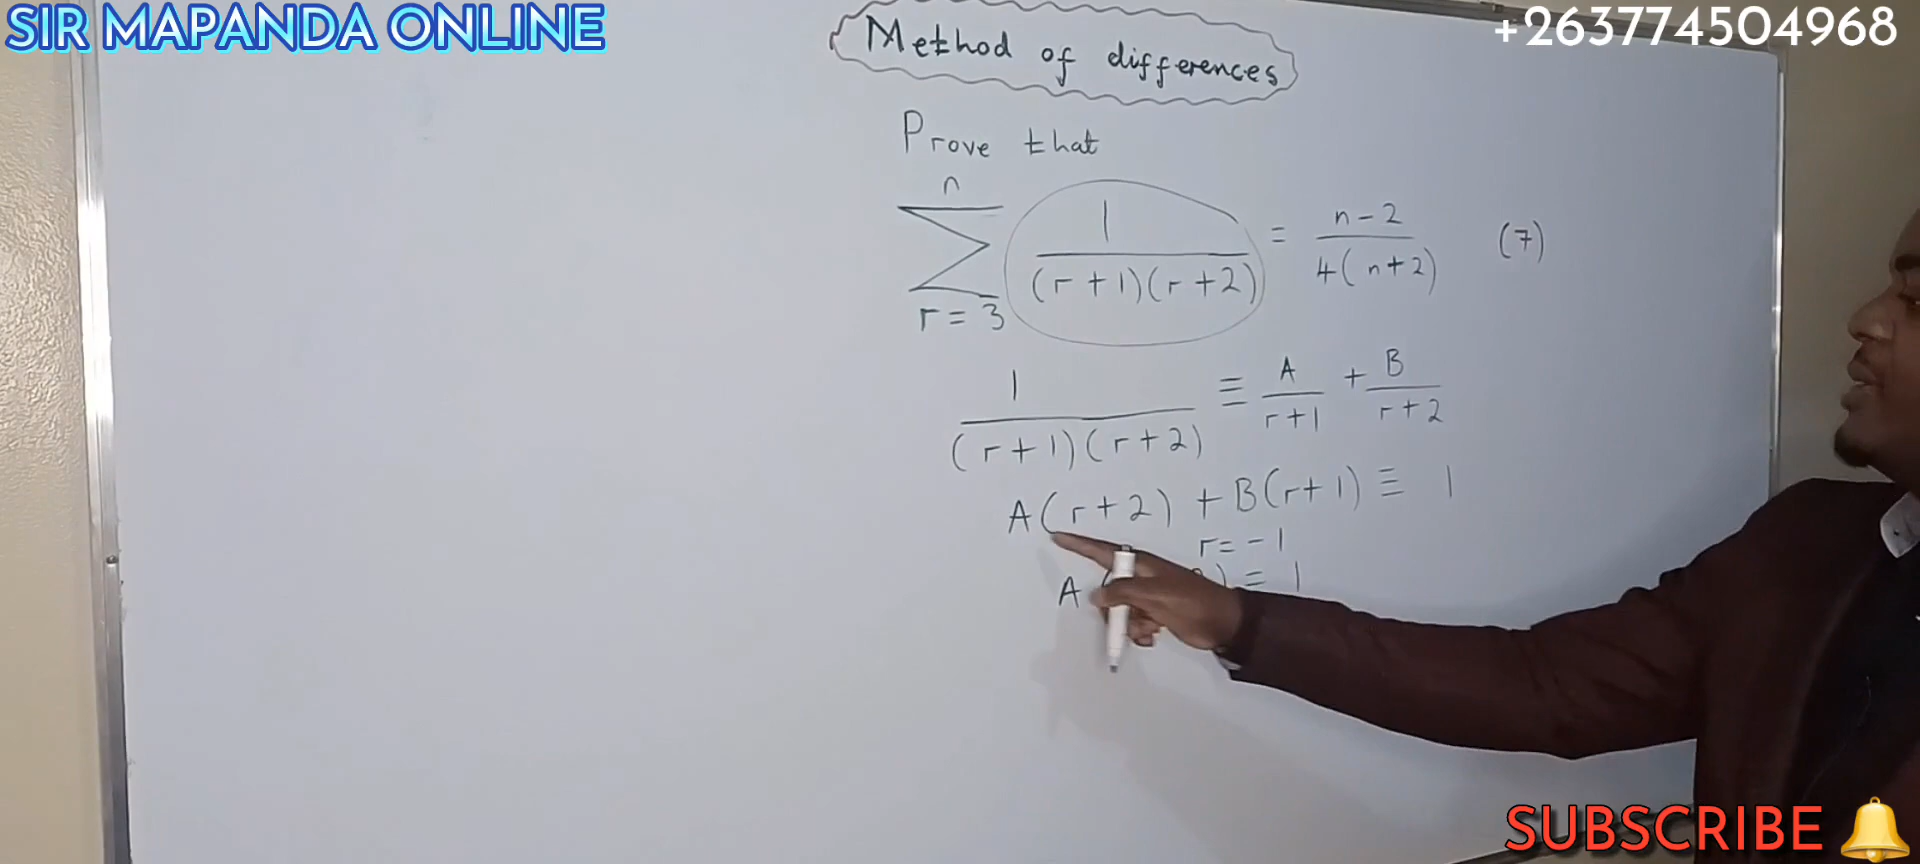 SIR MAPANDA ONLINE
+263774504968
Method of differences
Prove that
n
∑ 1/((r+1)(r+2)) = (n-2)/(4(n+2)) (7)
r = 3
1/((r+1)(r+2)) ≡ A/(r+1) + B/(r+2)
A(r+2) + B(r+1) ≡ 1
r = -1
A ( ) = 1
SUBSCRIBE